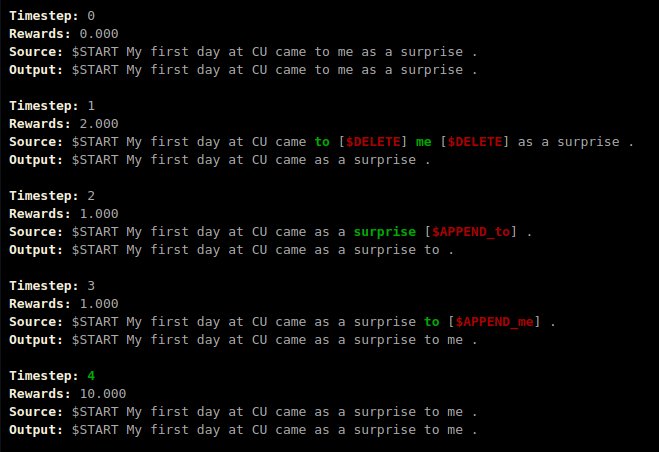 Timestep: 0
Rewards: 0.000
Source: $START My first day at CU came to me as a surprise .
Output: $START My first day at CU came to me as a surprise .
Timestep: 1
Rewards: 2.000
Source: $START My first day at CU came to [$DELETE] me [$DELETE] as a surprise .
Output: $START My first day at CU came as a surprise .
Timestep: 2
Rewards: 1.000
Source: $START My first day at CU came as a surprise [$APPEND_to] .
Output: $START My first day at CU came as a surprise to .
Timestep: 3
Rewards: 1.000
Source: $START My first day at CU came as a surprise to [$APPEND_me] .
Output: $START My first day at CU came as a surprise to me .
Timestep: 4
Rewards: 10.000
Source: $START My first day at CU came as a surprise to me .
Output: $START My first day at CU came as a surprise to me .